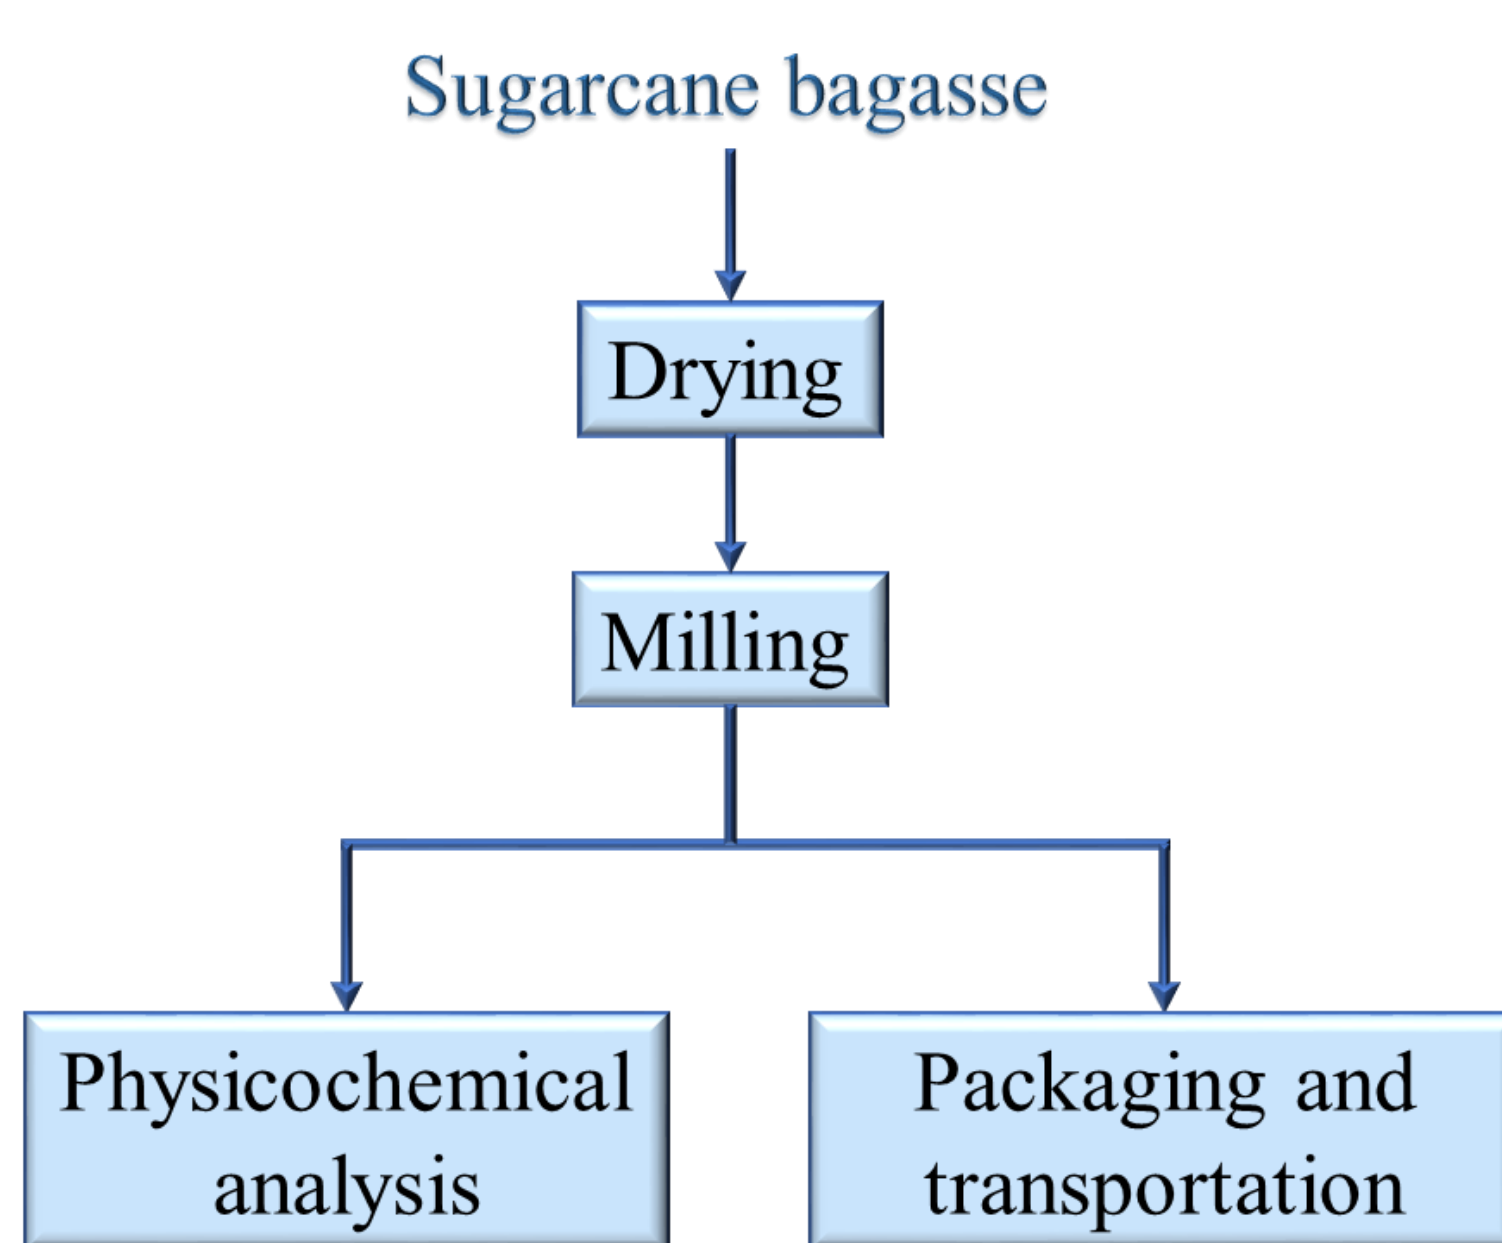 Sugarcane bagasse
Drying
Milling
Physicochemical
analysis
Packaging and
transportation